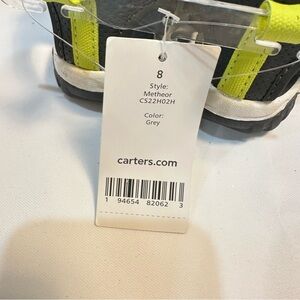 8
Style:
Metheor
CS22H02H
Color:
Grey
carters.com
1 94654 82062 3